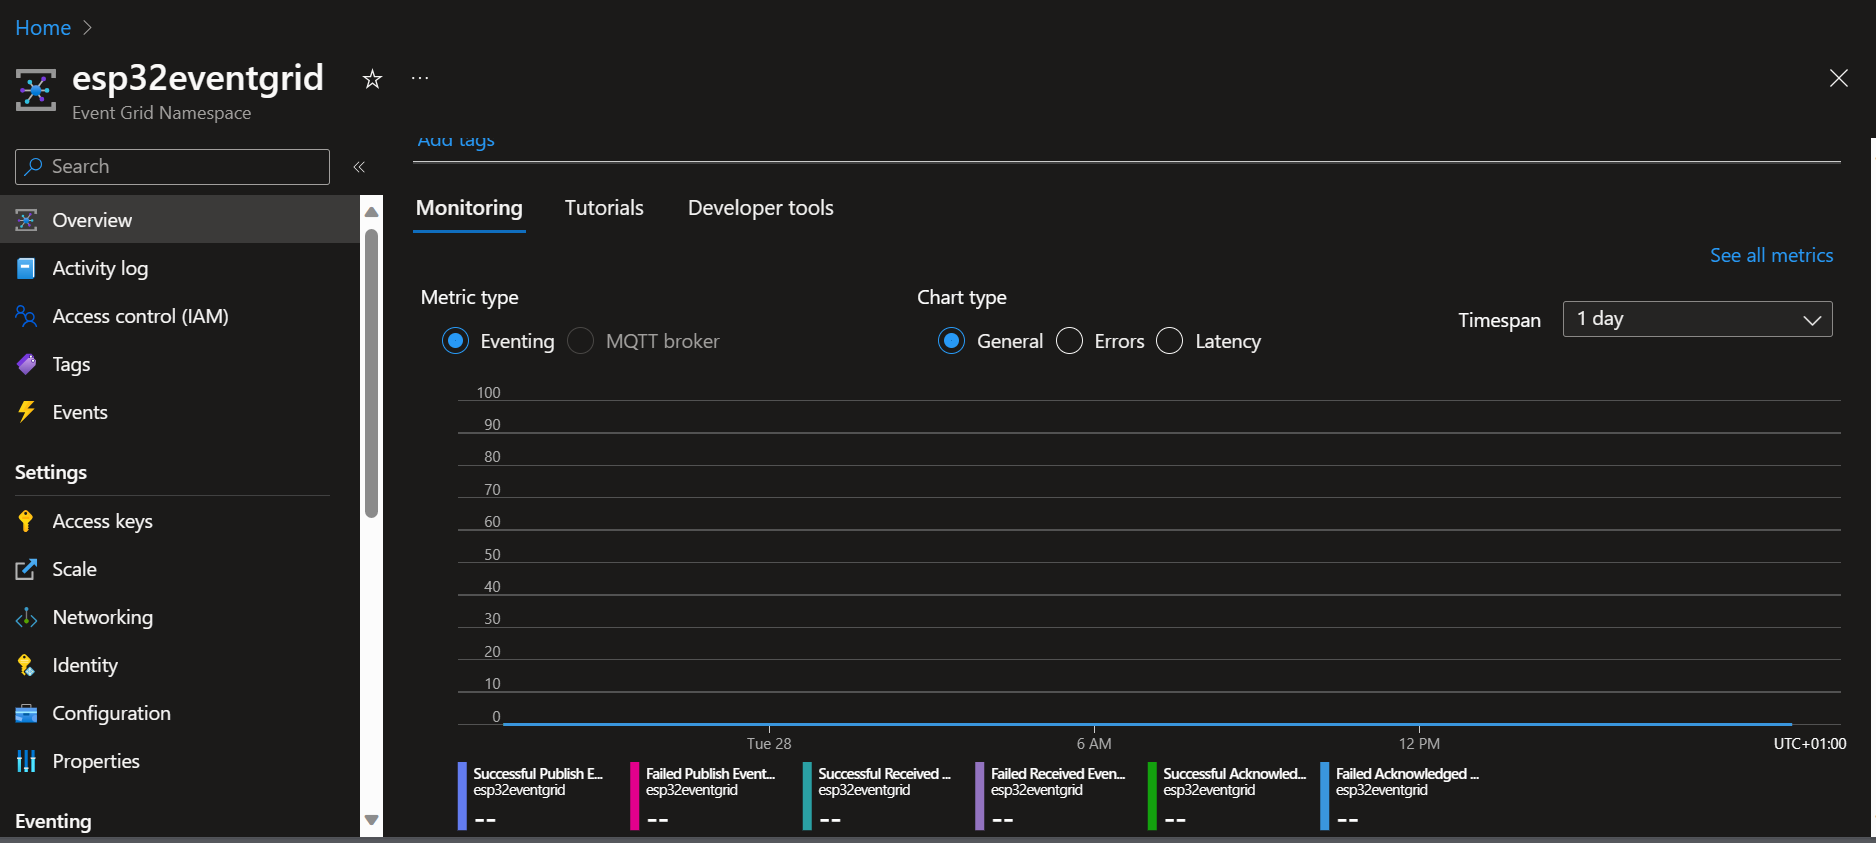 Home
esp32eventgrid
Event Grid Namespace
Search
Overview
Activity log
Access control (IAM)
Tags
Events
Settings
Access keys
Scale
Networking
Identity
Configuration
Properties
Eventing
Add tags
Monitoring Tutorials Developer tools
See all metrics
Metric type
Eventing MQTT broker
Chart type
General Errors Latency
Timespan 1 day
100
90
80
70
60
50
40
30
20
10
0
Tue 28 6 AM 12 PM UTC+01:00
Successful Publish E...
esp32eventgrid
--
Failed Publish Event...
esp32eventgrid
--
Successful Received ...
esp32eventgrid
--
Failed Received Even...
esp32eventgrid
--
Successful Acknowled...
esp32eventgrid
--
Failed Acknowledged ...
esp32eventgrid
--